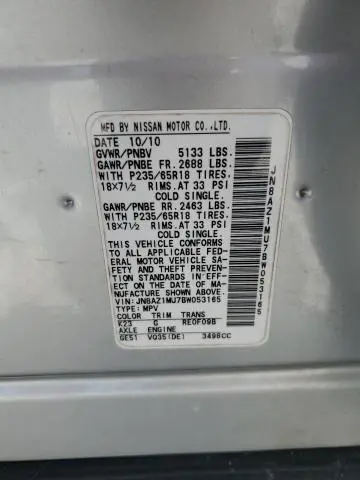 MFD BY NISSAN MOTOR CO.,LTD.
DATE 10/10
GVWR/PNBV 5133 LBS.
GAWR/PNBE FR. 2688 LBS.
WITH P235/65R18 TIRES,
18X7½ RIMS. AT 33 PSI
COLD SINGLE.
GAWR/PNBE RR. 2463 LBS.
WITH P235/65R18 TIRES,
18X7½ RIMS. AT 33 PSI
COLD SINGLE.
THIS VEHICLE CONFORMS
TO ALL APPLICABLE FED-
ERAL MOTOR VEHICLE SA-
FETY AND THEFT PREVEN-
TION STANDARDS IN EFF-
ECT ON THE DATE OF MA-
NUFACTURE SHOWN ABOVE.
VIN:JN8AZ1MU7BW053165
TYPE: MPV
COLOR TRIM TRANS
K23 G RE0F09B
AXLE ENGINE
GE51 VQ35(DE) 3498CC
JN8AZ1MU7BW053165